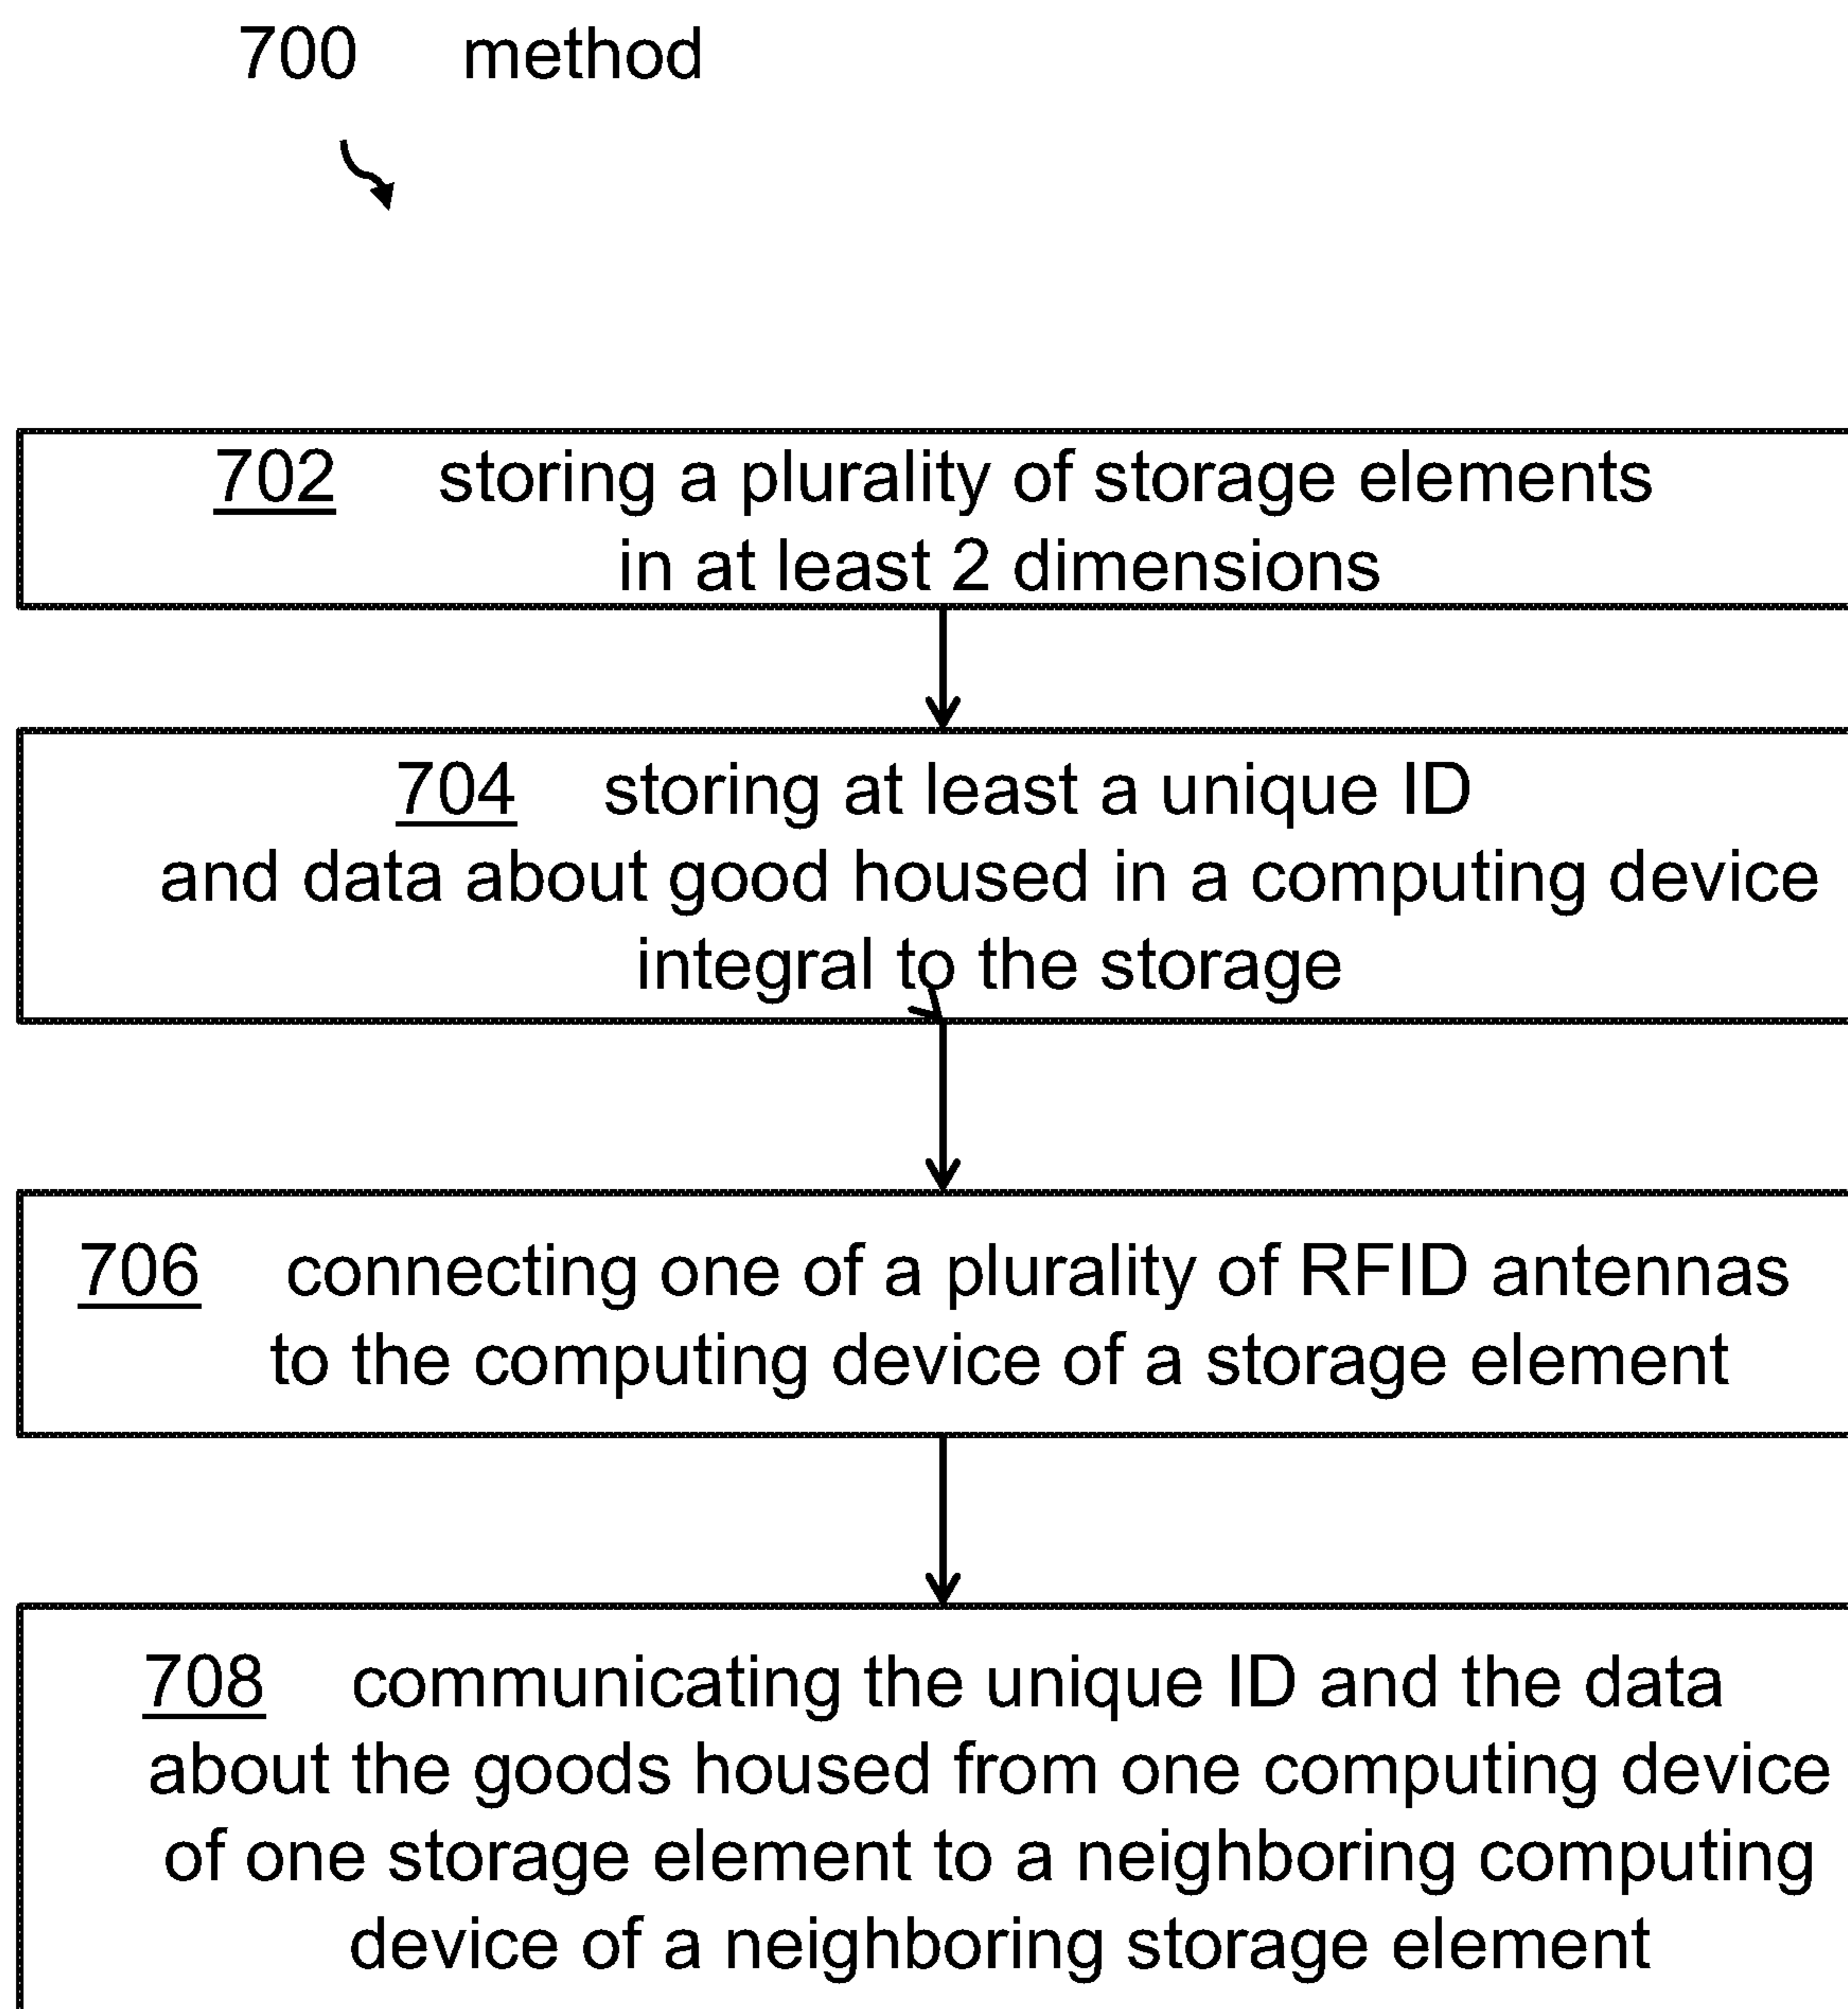 700 method
702 storing a plurality of storage elements
in at least 2 dimensions
704 storing at least a unique ID
and data about good housed in a computing device
integral to the storage
706 connecting one of a plurality of RFID antennas
to the computing device of a storage element
708 communicating the unique ID and the data
about the goods housed from one computing device
of one storage element to a neighboring computing
device of a neighboring storage element